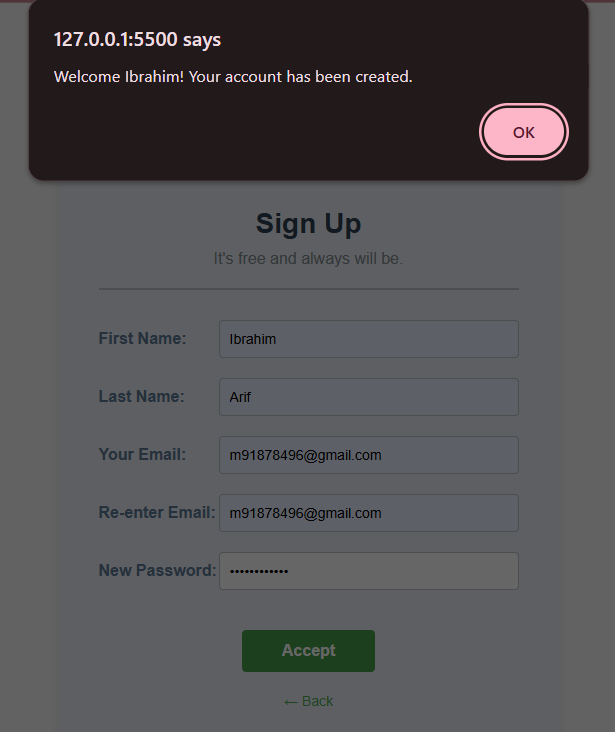 127.0.0.1:5500 says
Welcome Ibrahim! Your account has been created.
OK
Sign Up
It's free and always will be.
First Name: Ibrahim
Last Name: Arif
Your Email: m91878496@gmail.com
Re-enter Email: m91878496@gmail.com
New Password: ••••••••••••
Accept
← Back